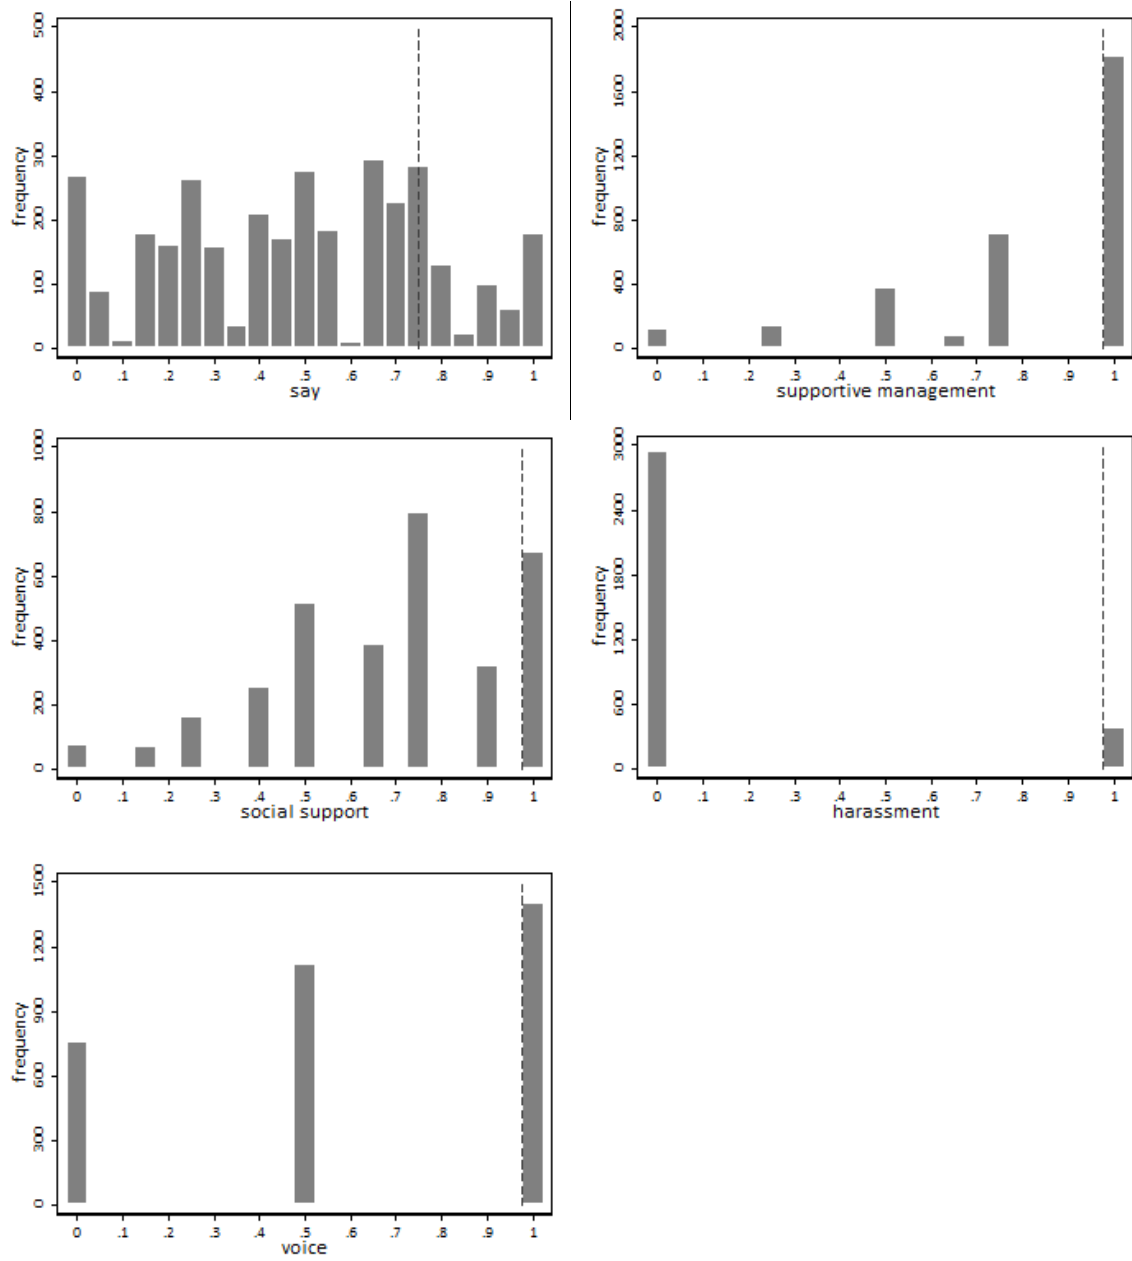 500
400
300
200
100
0
frequency
0 .1 .2 .3 .4 .5 .6 .7 .8 .9 1
say
2000
1600
1200
800
400
0
frequency
0 .1 .2 .3 .4 .5 .6 .7 .8 .9 1
supportive management
1000
800
600
400
200
0
frequency
0 .1 .2 .3 .4 .5 .6 .7 .8 .9 1
social support
3000
2400
1800
1200
600
0
frequency
0 .1 .2 .3 .4 .5 .6 .7 .8 .9 1
harassment
1500
1200
900
600
300
0
frequency
0 .1 .2 .3 .4 .5 .6 .7 .8 .9 1
voice